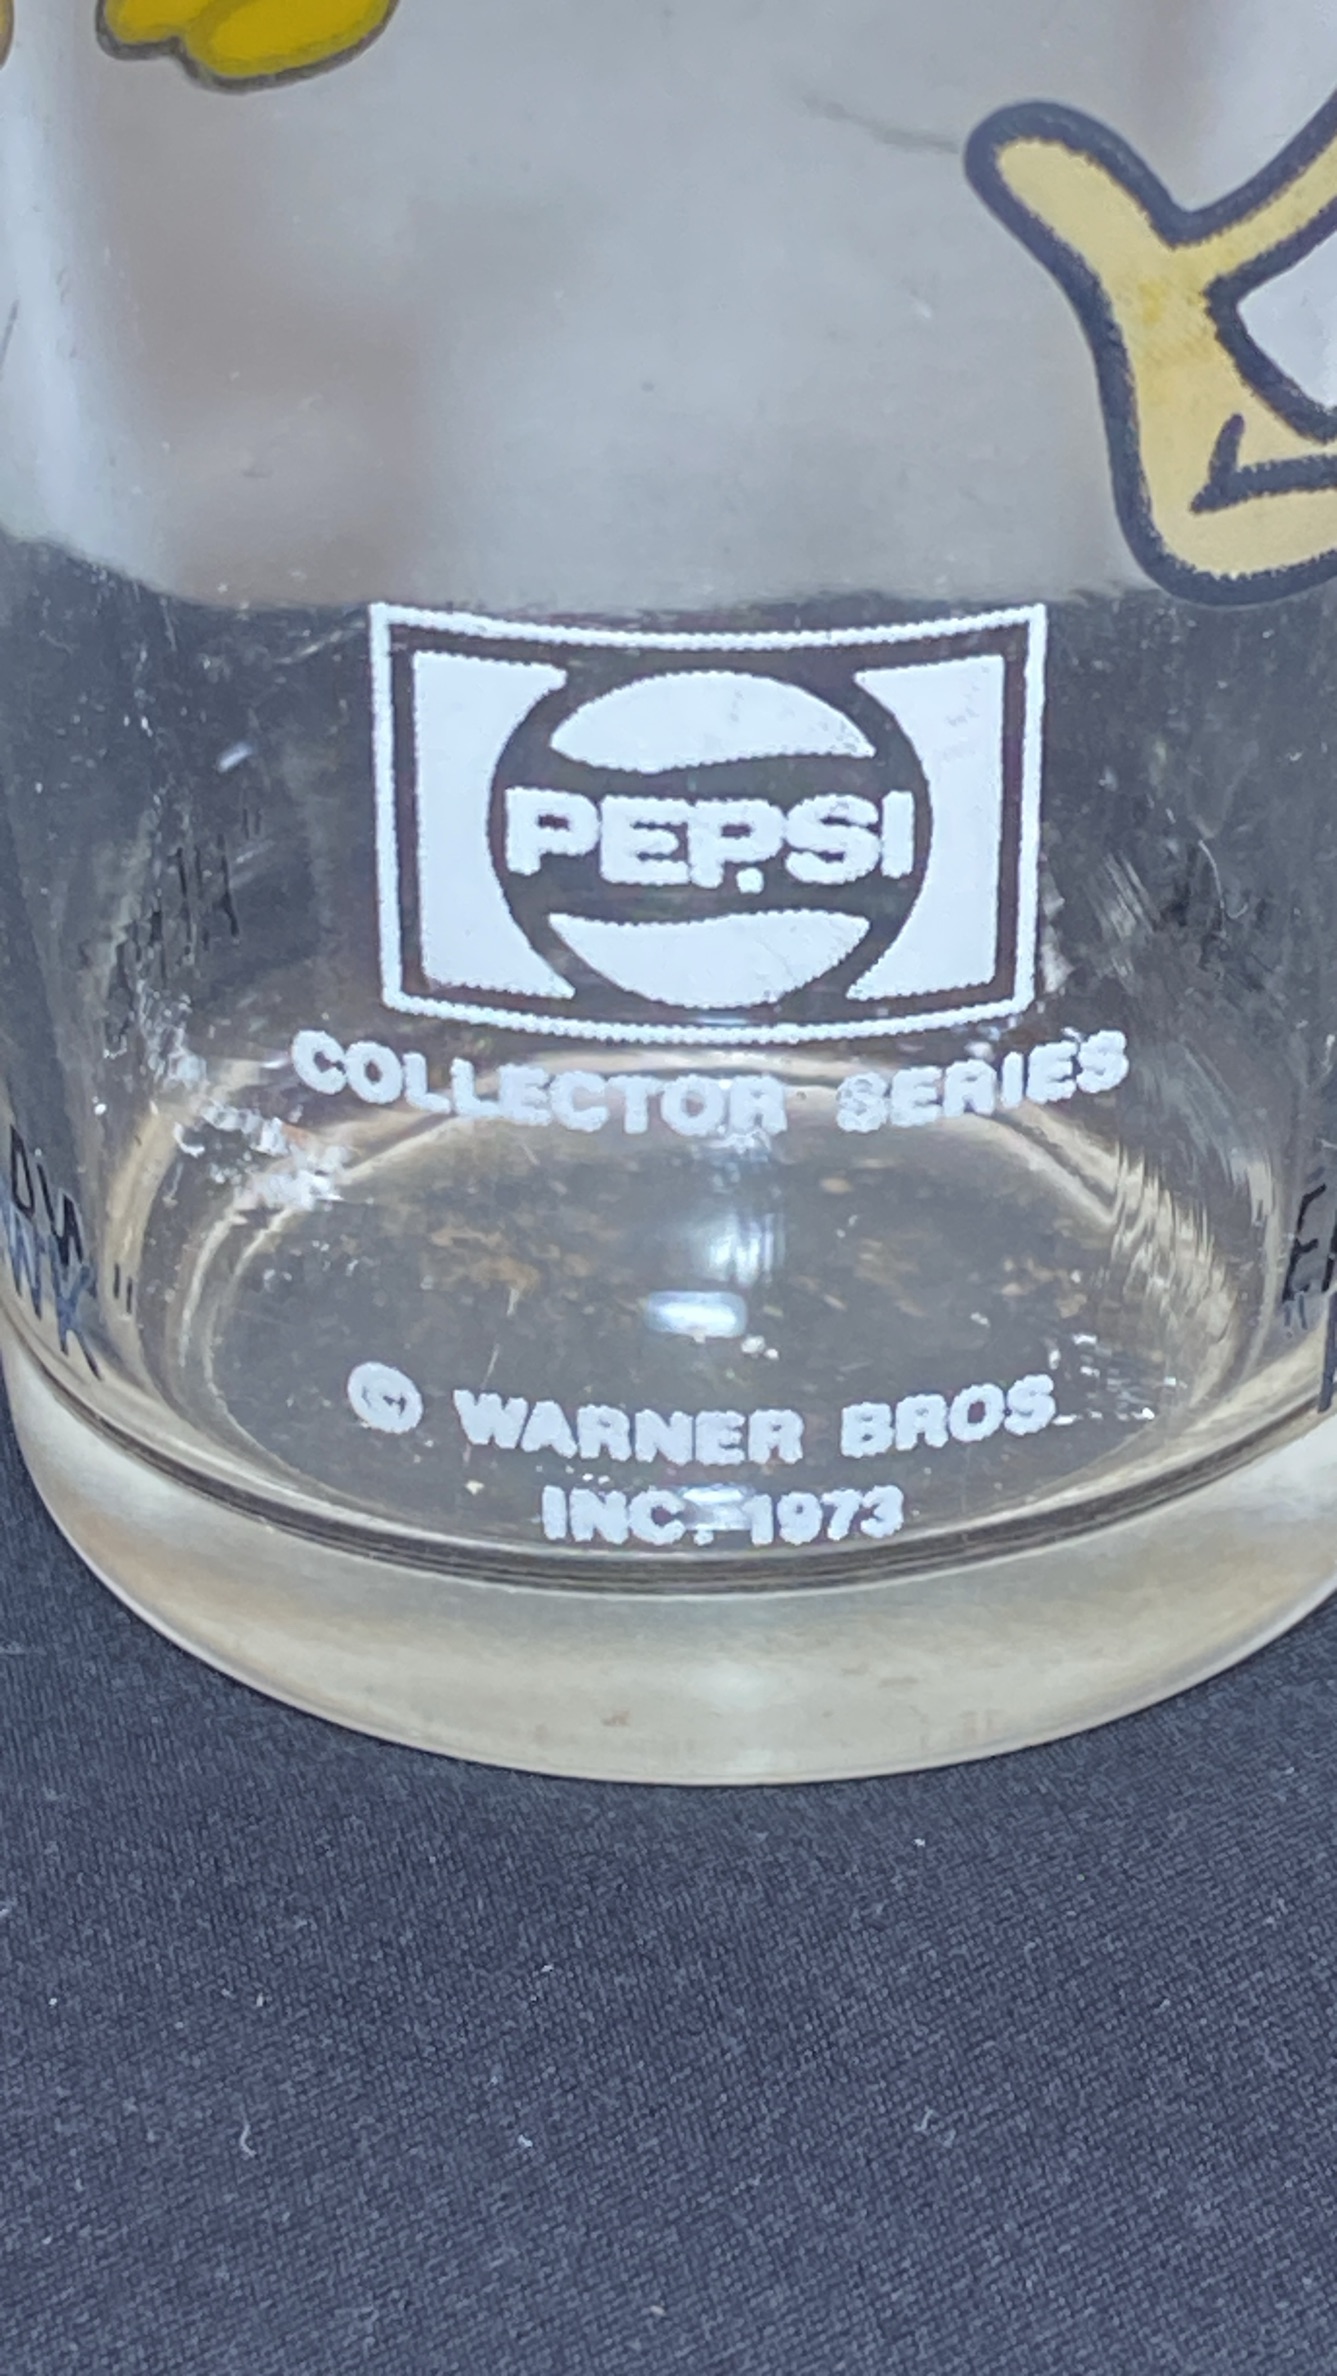 PEPSI
COLLECTOR SERIES
© WARNER BROS.
INC. 1973